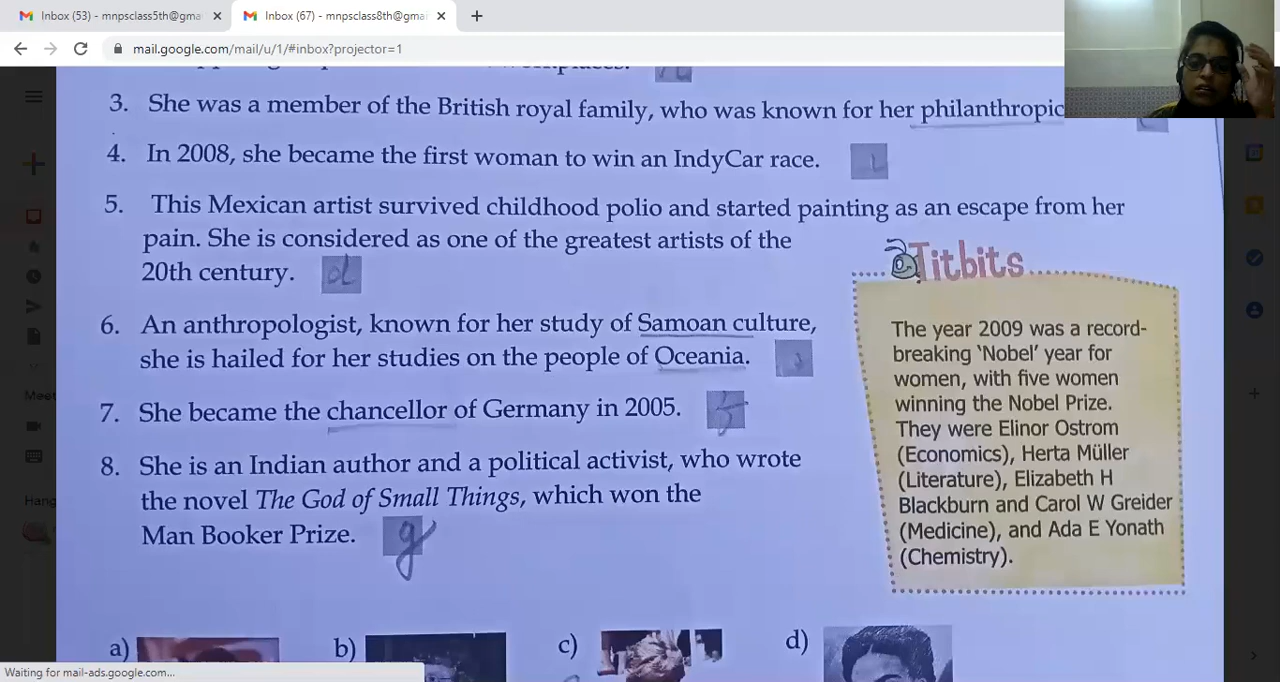 Inbox (53) - mnpsclass5th@gma
Inbox (67) - mnpsclass8th@gmai
mail.google.com/mail/u/1/#inbox?projector=1
3. She was a member of the British royal family, who was known for her philanthropic
4. In 2008, she became the first woman to win an IndyCar race.
5. This Mexican artist survived childhood polio and started painting as an escape from her
pain. She is considered as one of the greatest artists of the
20th century. d
6. An anthropologist, known for her study of Samoan culture,
she is hailed for her studies on the people of Oceania.
7. She became the chancellor of Germany in 2005.
8. She is an Indian author and a political activist, who wrote
the novel The God of Small Things, which won the
Man Booker Prize. g
Titbits
The year 2009 was a record-
breaking ‘Nobel’ year for
women, with five women
winning the Nobel Prize.
They were Elinor Ostrom
(Economics), Herta Müller
(Literature), Elizabeth H
Blackburn and Carol W Greider
(Medicine), and Ada E Yonath
(Chemistry).
a) b) c) d)
Meet
Hang
Waiting for mail-ads.google.com...